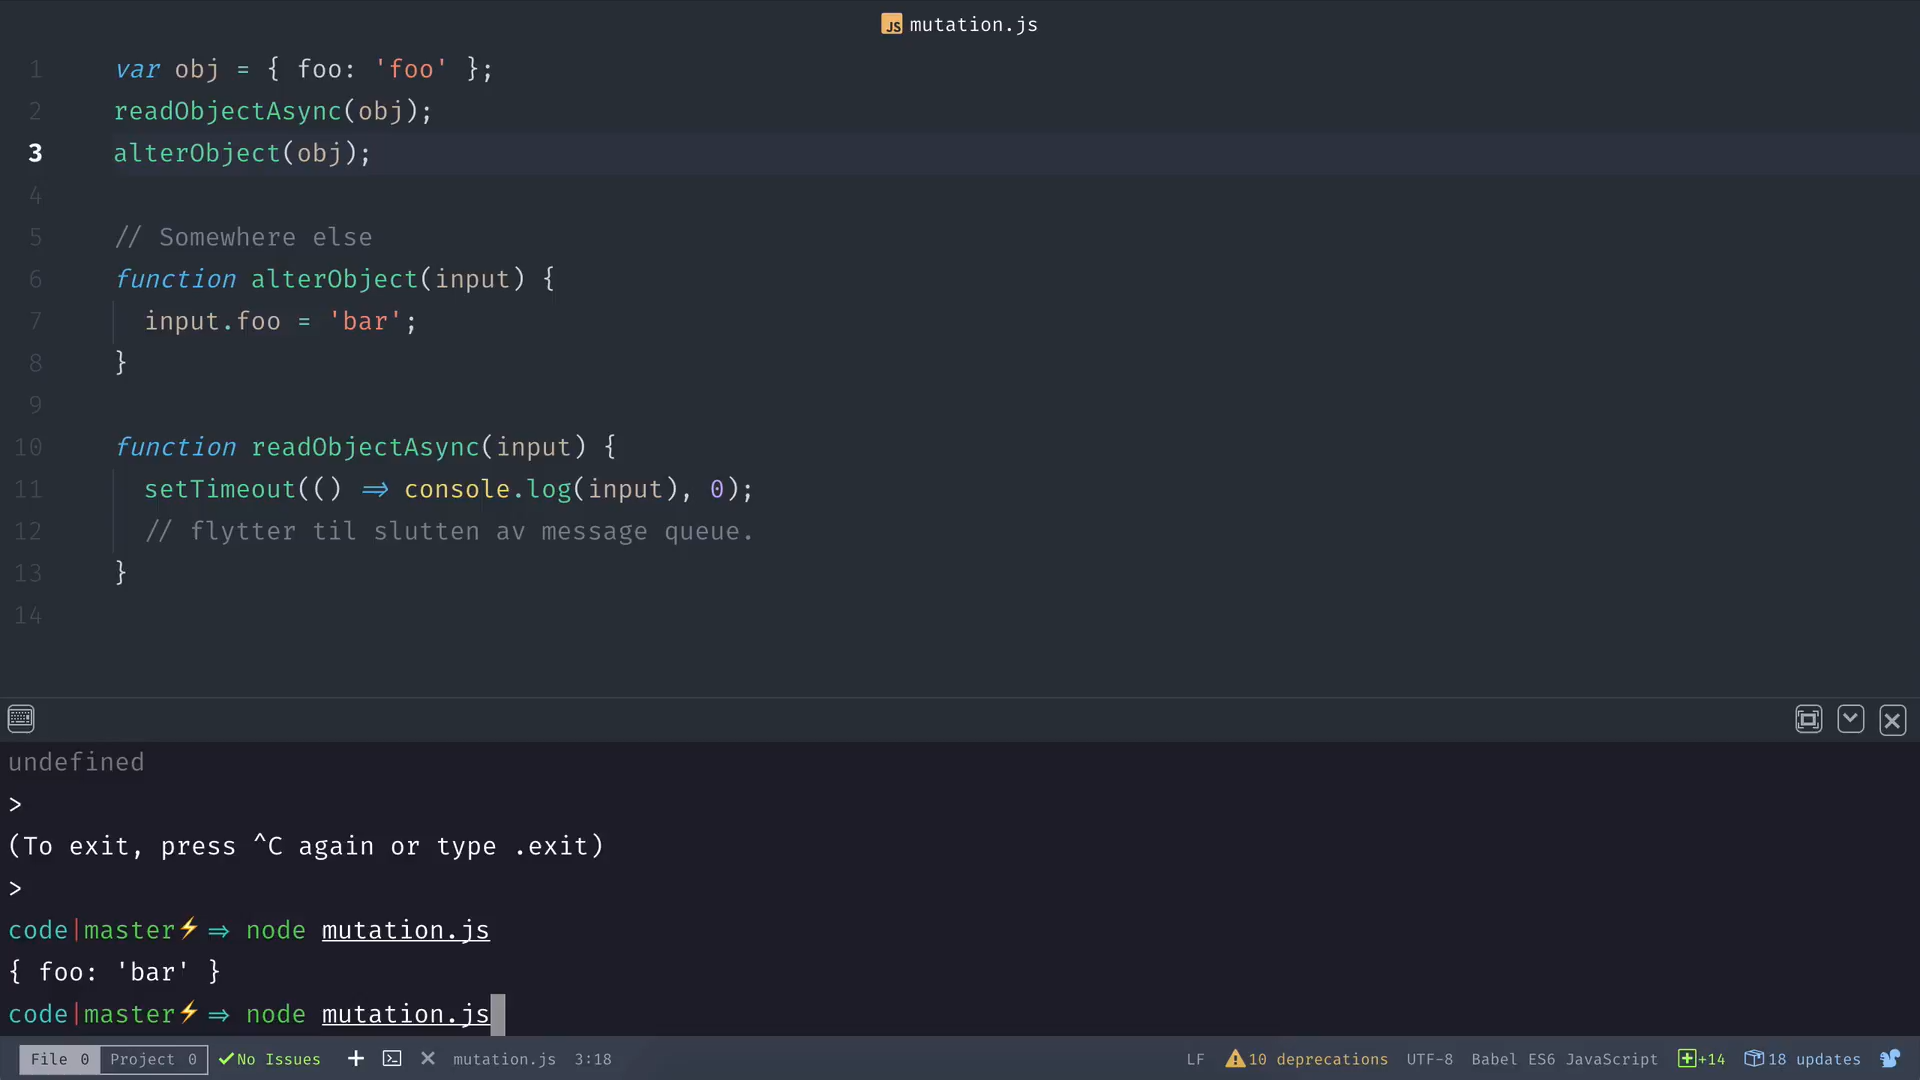 JS mutation.js
1 var obj = { foo: 'foo' };
2 readObjectAsync(obj);
3 alterObject(obj);
4
5 // Somewhere else
6 function alterObject(input) {
7 input.foo = 'bar';
8 }
9
10 function readObjectAsync(input) {
11 setTimeout(() => console.log(input), 0);
12 // flytter til slutten av message queue.
13 }
14
undefined
>
(To exit, press ^C again or type .exit)
>
code|master⚡⇒ node mutation.js
{ foo: 'bar' }
code|master⚡⇒ node mutation.js
File 0 Project 0 ✓No Issues + mutation.js 3:18 LF 10 deprecations UTF-8 Babel ES6 JavaScript +14 18 updates